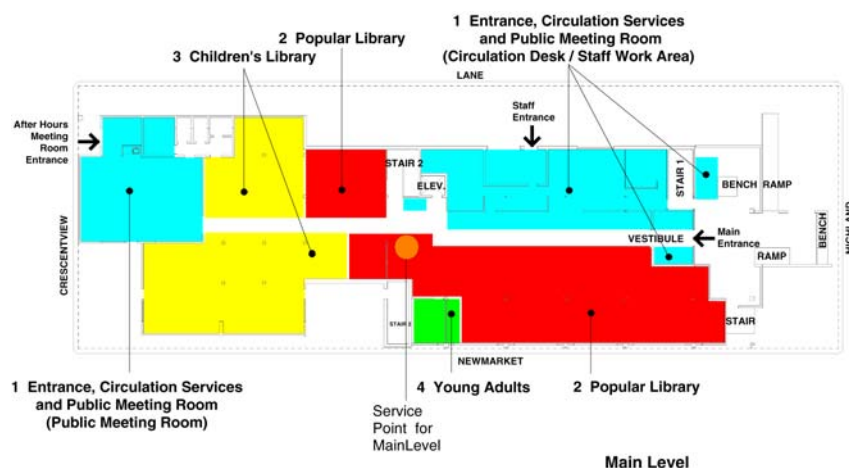 1 Entrance, Circulation Services
and Public Meeting Room
(Circulation Desk / Staff Work Area)
2 Popular Library
3 Children's Library
LANE
After Hours
Meeting
Room
Entrance
Staff
Entrance
STAIR 2
ELEV.
STAIR 1
BENCH
RAMP
CRESCENTVIEW
VESTIBULE
Main
Entrance
BENCH
HIGHLAND
RAMP
STAIR 3
STAIR
NEWMARKET
1 Entrance, Circulation Services
and Public Meeting Room
(Public Meeting Room)
4 Young Adults
2 Popular Library
Service
Point for
MainLevel
Main Level